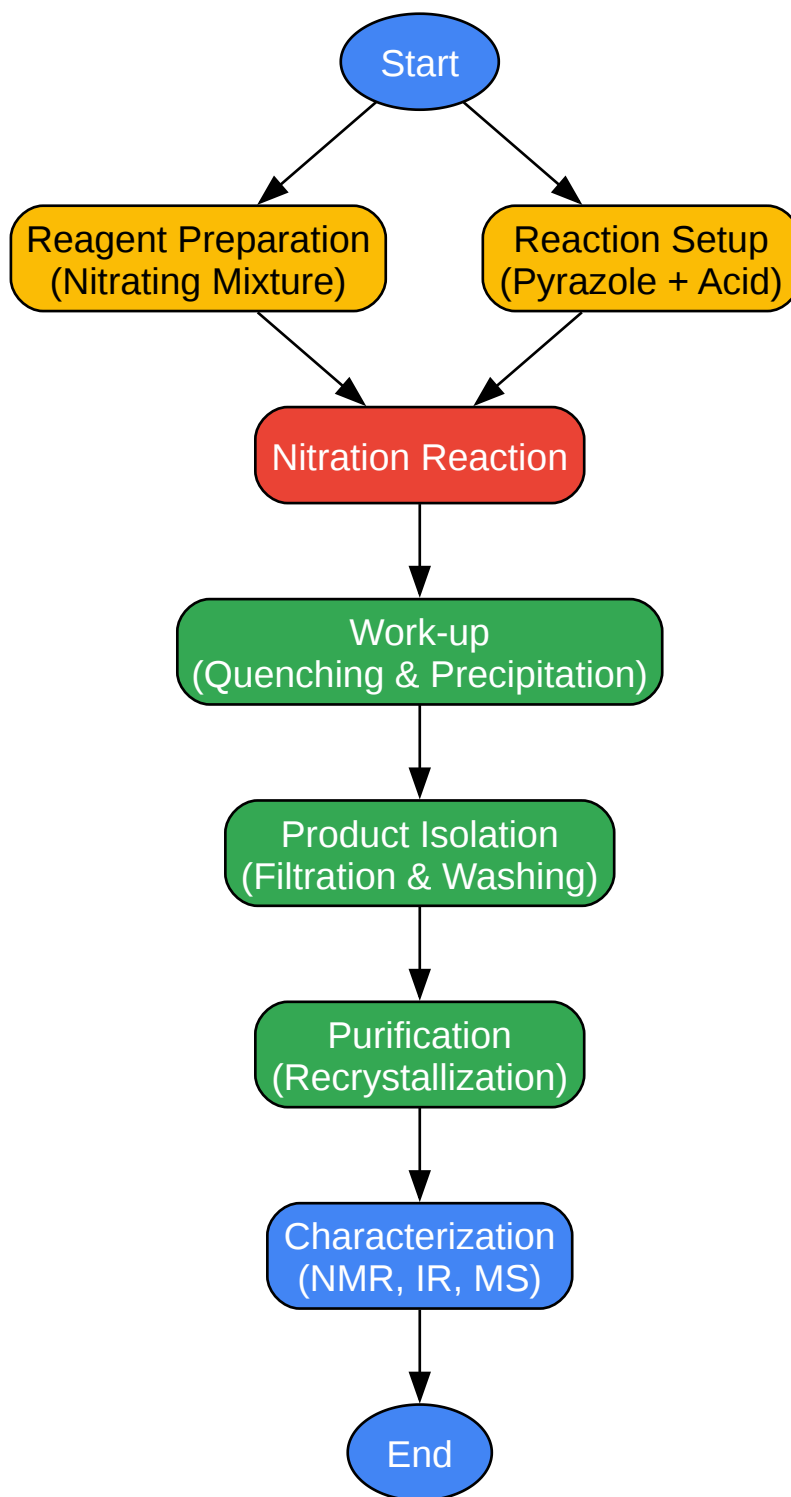 Start
Reagent Preparation
(Nitrating Mixture)
Reaction Setup
(Pyrazole + Acid)
Nitration Reaction
Work-up
(Quenching & Precipitation)
Product Isolation
(Filtration & Washing)
Purification
(Recrystallization)
Characterization
(NMR, IR, MS)
End